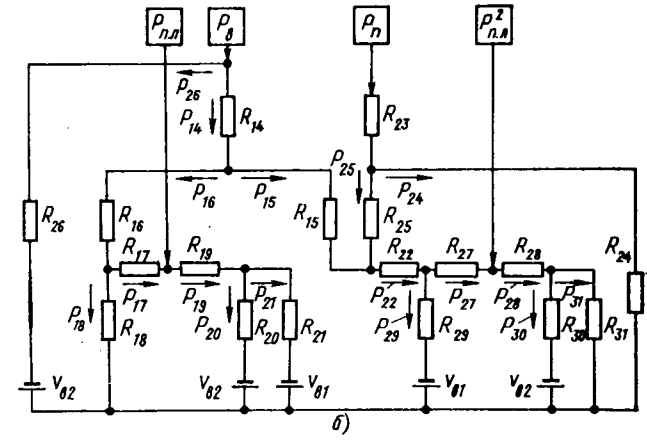 Pп.л Pв Pп P²п.л
P26
P14 R14 R23
P25 P24
P16 P15
R26 R16 R15 R25 R24
R17 R19 R22 R27 R28
P17 P19 P21 P22 P27 P28 P31
P18 R18 P20 R20 R21 P29 R29 P30 R30 R31
Vв2 Vв2 Vв1 Vв1 Vв2
б)